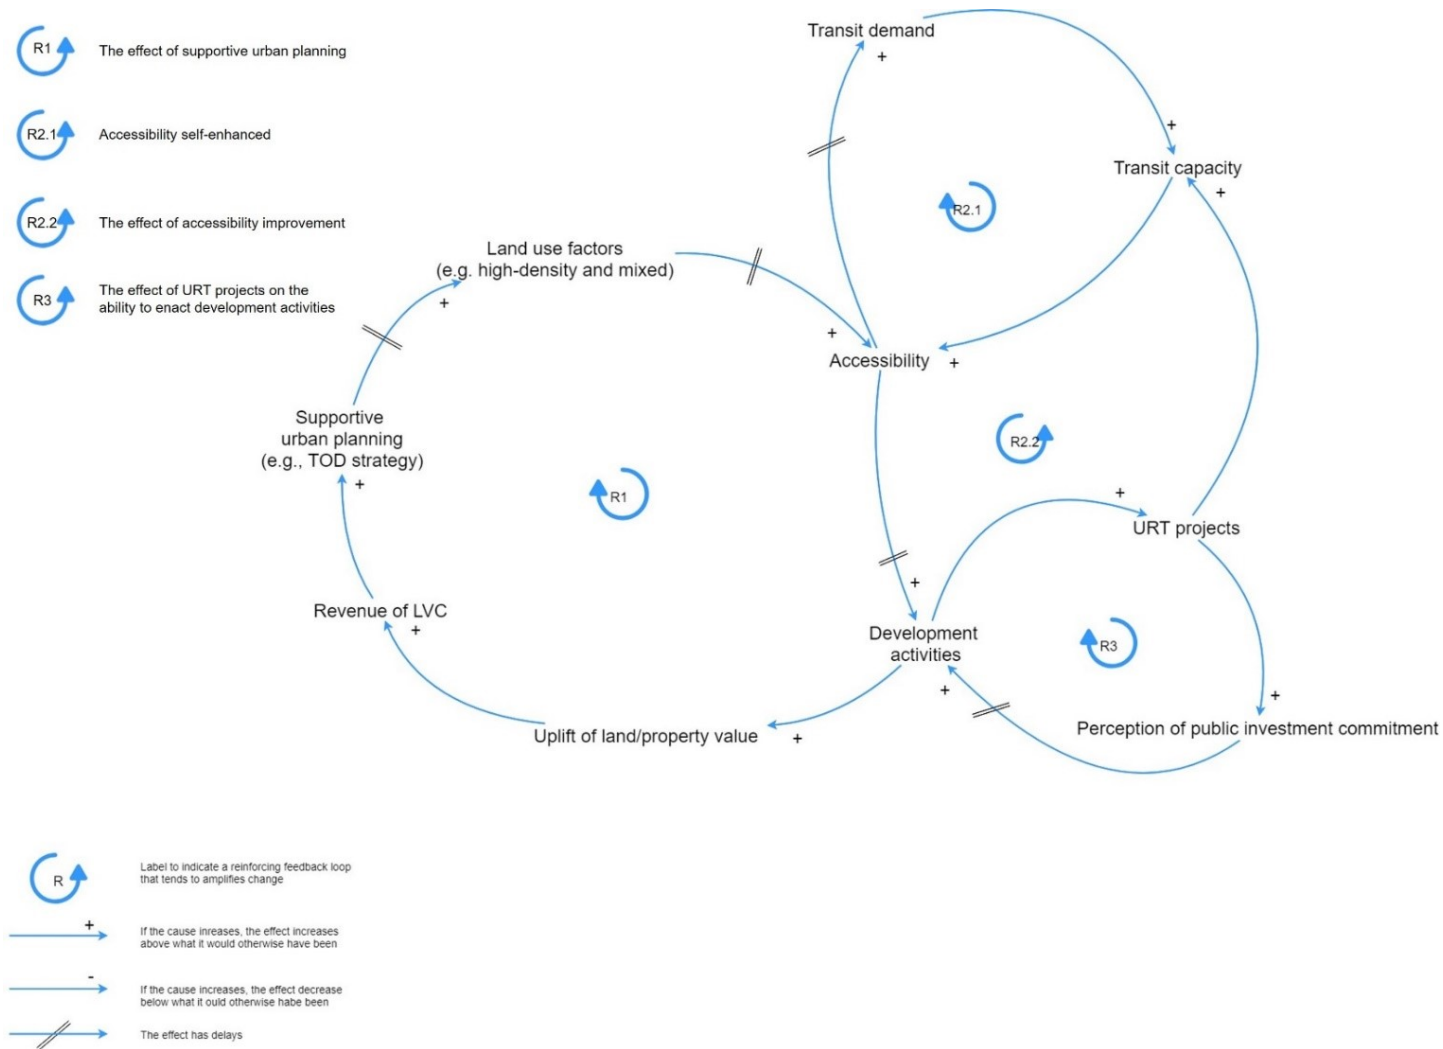 R1
The effect of supportive urban planning
R2.1
Accessibility self-enhanced
R2.2
The effect of accessibility improvement
R3
The effect of URT projects on the
ability to enact development activities
Transit demand
+
+
Transit capacity
+
R2.1
Land use factors
(e.g. high-density and mixed)
+
+
Accessibility
+
Supportive
urban planning
(e.g., TOD strategy)
+
R2.2
R1
+
URT projects
+
Revenue of LVC
+
Development
activities
+
R3
+
Perception of public investment commitment
Uplift of land/property value
+
R
Label to indicate a reinforcing feedback loop
that tends to amplifies change
+
If the cause inreases, the effect increases
above what it would otherwise have been
-
If the cause increases, the effect decrease
below what it ould otherwise habe been
The effect has delays